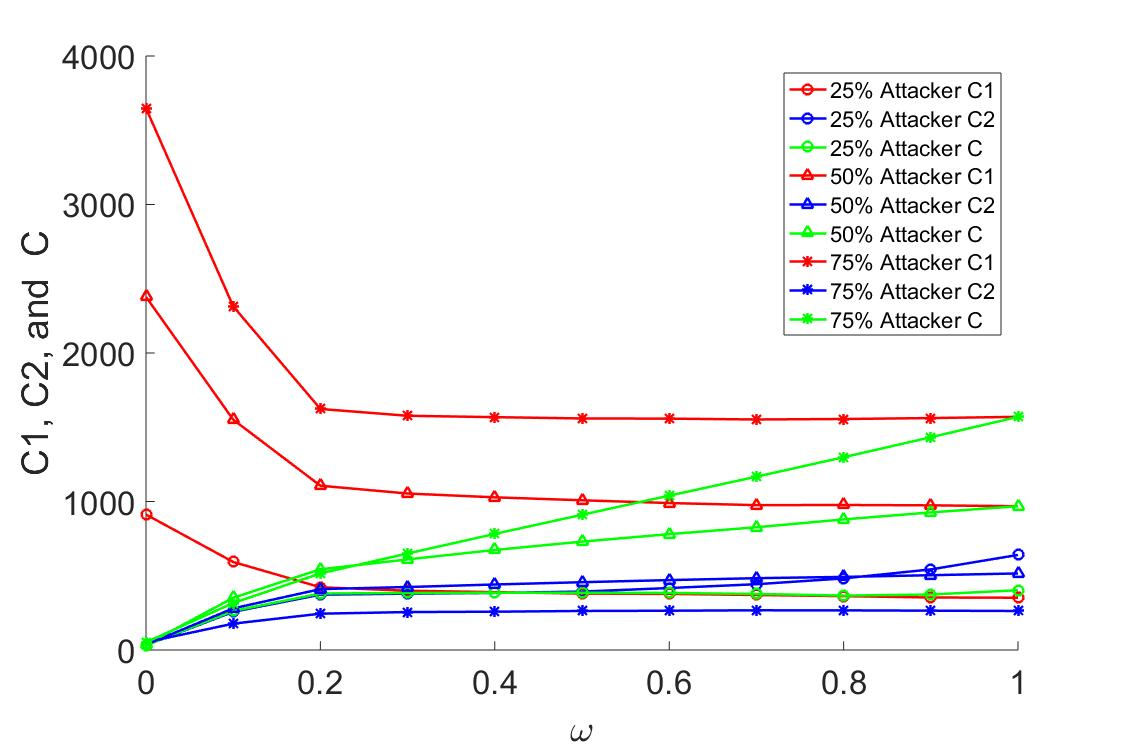 4000
3000
2000
1000
0
C1, C2, and C
25% Attacker C1
25% Attacker C2
25% Attacker C
50% Attacker C1
50% Attacker C2
50% Attacker C
75% Attacker C1
75% Attacker C2
75% Attacker C
0 0.2 0.4 0.6 0.8 1
ω